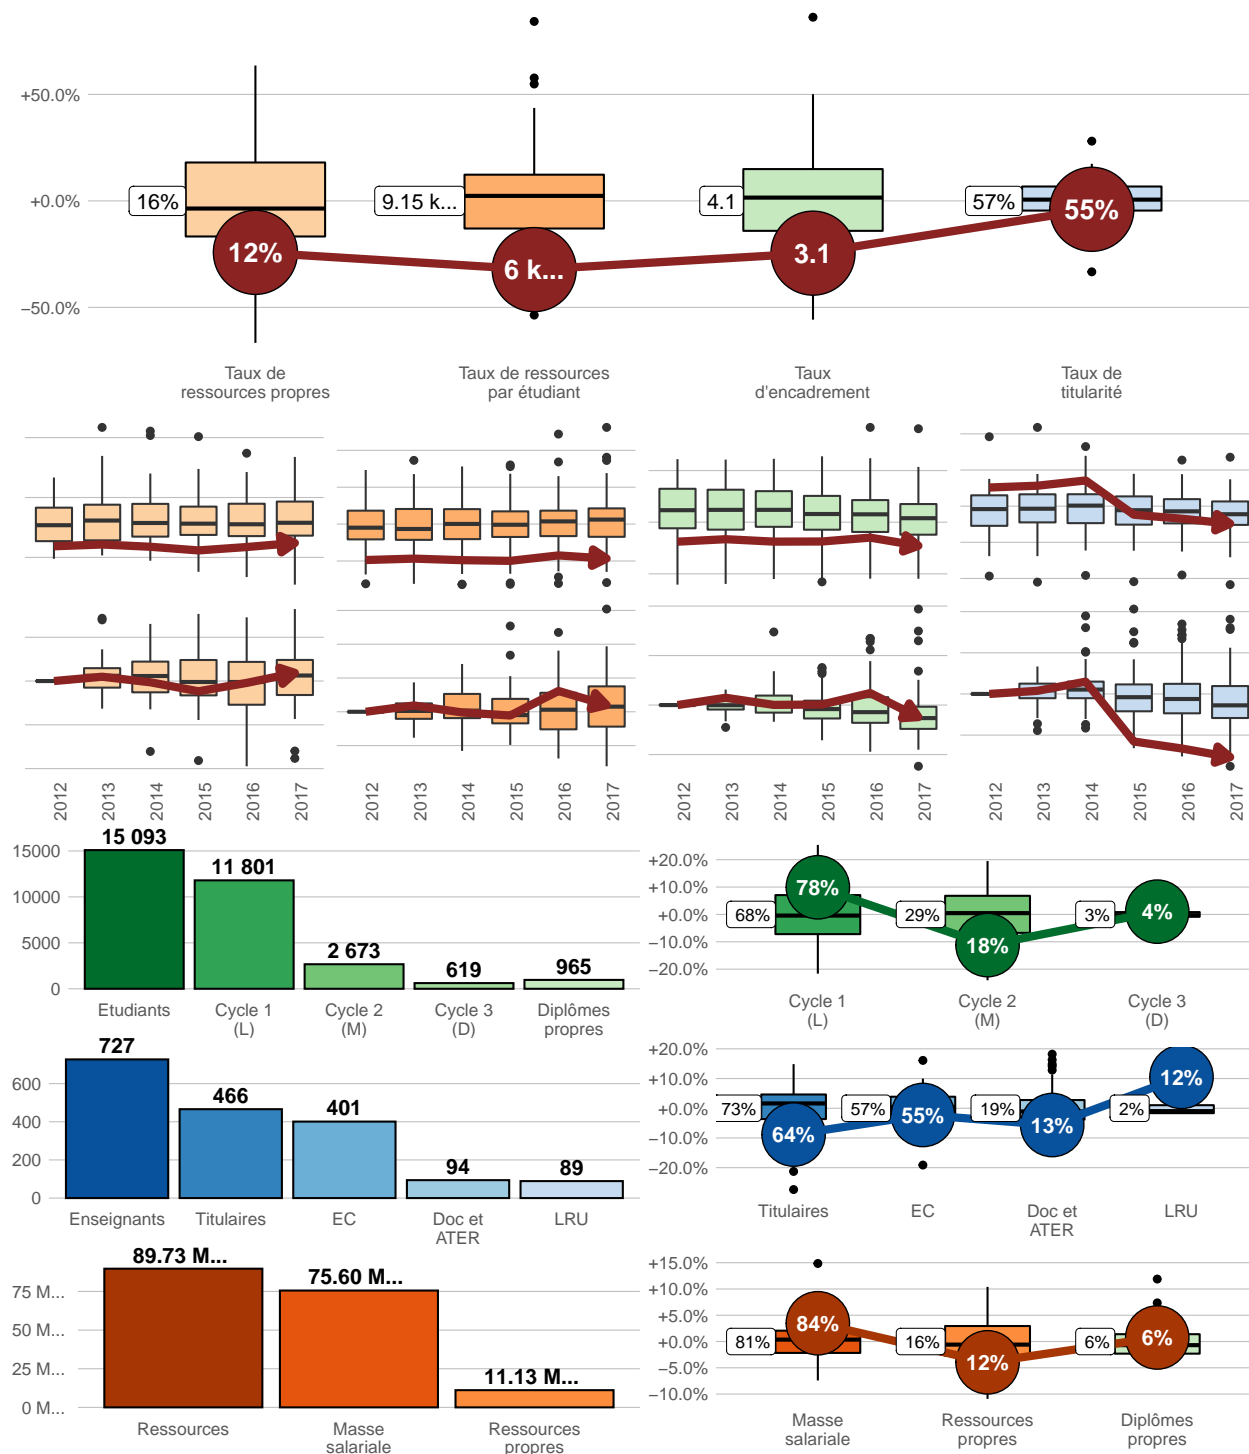 +50.0%
+0.0%
−50.0%
16%
9.15 k...
4.1
57%
12%
6 k...
3.1
55%
Taux de
ressources propres
Taux de ressources
par étudiant
Taux
d'encadrement
Taux de
titularité
2012
2013
2014
2015
2016
2017
2012
2013
2014
2015
2016
2017
2012
2013
2014
2015
2016
2017
2012
2013
2014
2015
2016
2017
15000
10000
5000
0
15 093
11 801
2 673
619
965
Etudiants
Cycle 1
(L)
Cycle 2
(M)
Cycle 3
(D)
Diplômes
propres
+20.0%
+10.0%
+0.0%
−10.0%
−20.0%
68%
78%
29%
18%
3%
4%
Cycle 1
(L)
Cycle 2
(M)
Cycle 3
(D)
600
400
200
0
727
466
401
94
89
Enseignants
Titulaires
EC
Doc et
ATER
LRU
+20.0%
+10.0%
+0.0%
−10.0%
−20.0%
73%
64%
57%
55%
19%
13%
2%
12%
Titulaires
EC
Doc et
ATER
LRU
75 M...
50 M...
25 M...
0 M...
89.73 M...
75.60 M...
11.13 M...
Ressources
Masse
salariale
Ressources
propres
+15.0%
+10.0%
+5.0%
+0.0%
−5.0%
−10.0%
81%
84%
16%
12%
6%
6%
Masse
salariale
Ressources
propres
Diplômes
propres